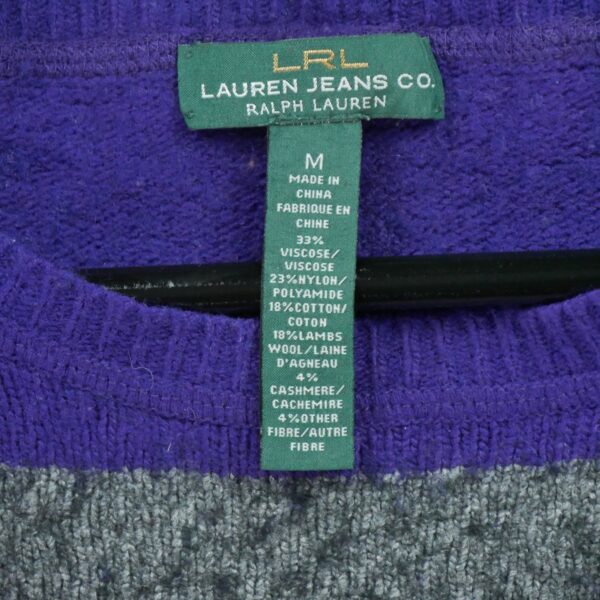 LRL
LAUREN JEANS CO.
RALPH LAUREN
M
MADE IN
CHINA
FABRIQUE EN
CHINE
33%
VISCOSE/
VISCOSE
23%NYLON/
POLYAMIDE
18%COTTON/
COTON
18%LAMBS
WOOL/LAINE
D'AGNEAU
4%
CASHMERE/
CACHEMIRE
4%OTHER
FIBRE/AUTRE
FIBRE